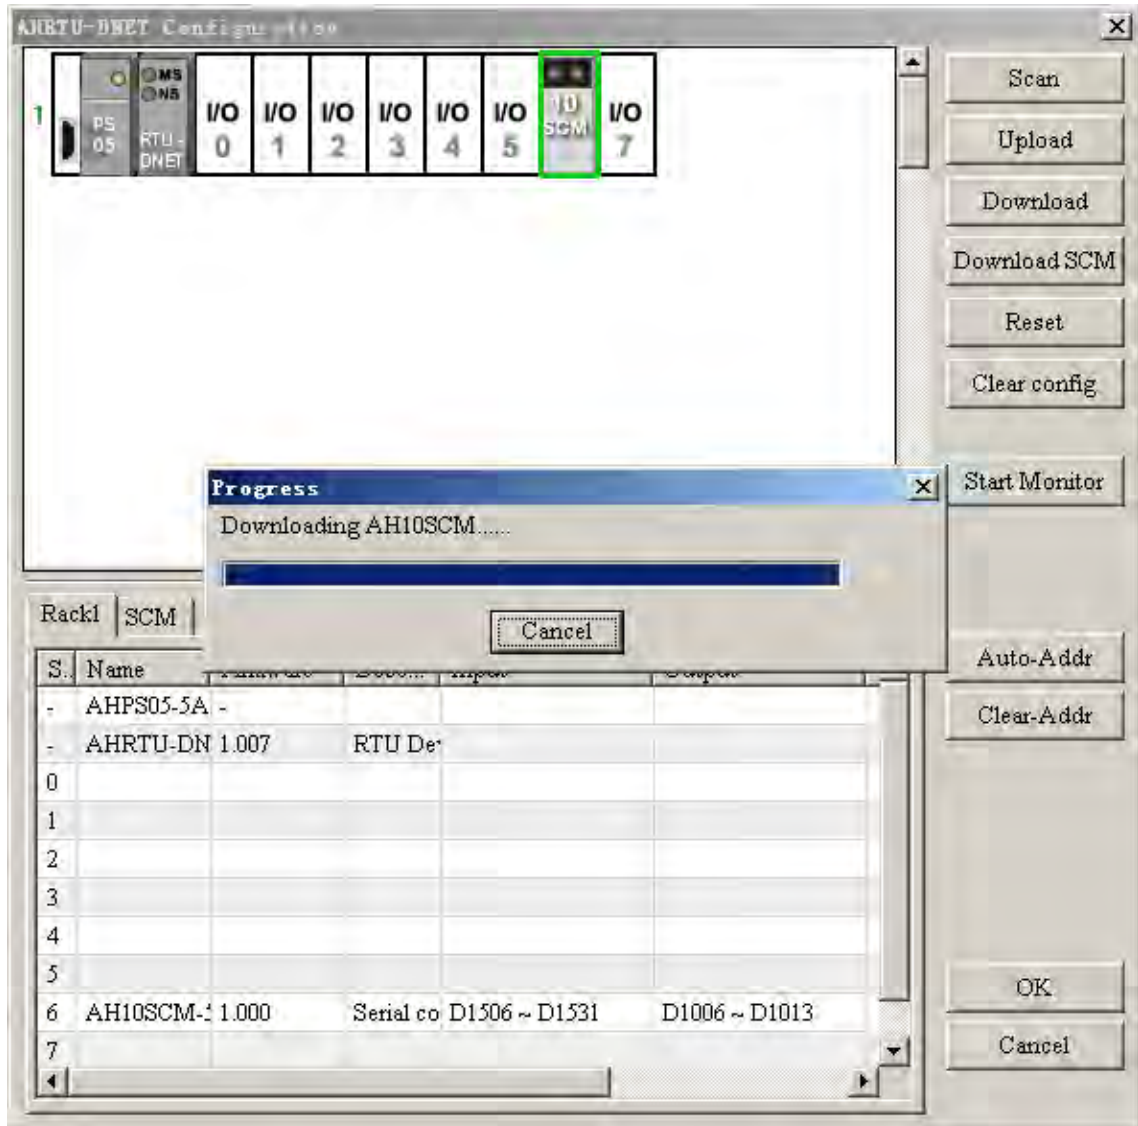 AHRTU-DNET Configuration
1
PS
05
MS
NS
RTU-
DNET
I/O
0
I/O
1
I/O
2
I/O
3
I/O
4
I/O
5
10
SCM
I/O
7
Scan
Upload
Download
Download SCM
Reset
Clear config
Start Monitor
Progress
Downloading AH10SCM......
Cancel
Rack1 SCM
S.. Name
- AHPS05-5A -
- AHRTU-DN 1.007 RTU De
0
1
2
3
4
5
6 AH10SCM-5 1.000 Serial co D1506 ~ D1531 D1006 ~ D1013
7
Auto-Addr
Clear-Addr
OK
Cancel